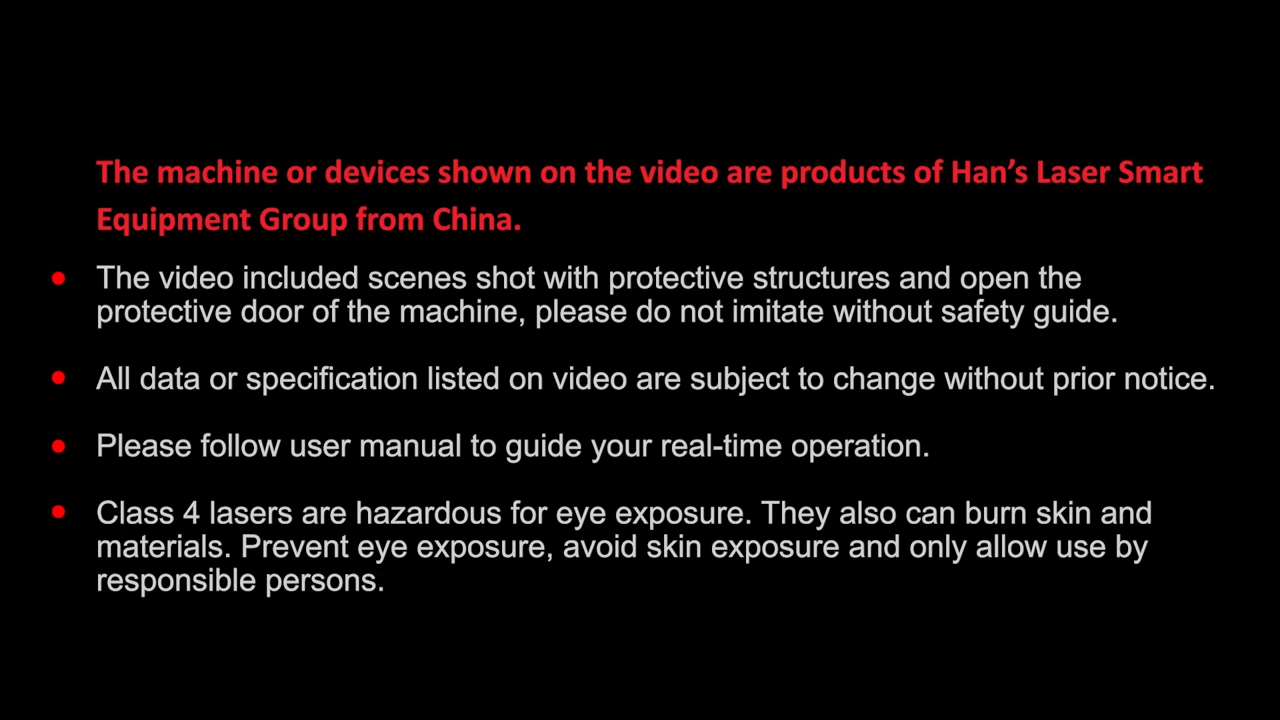 The machine or devices shown on the video are products of Han’s Laser Smart
Equipment Group from China.
The video included scenes shot with protective structures and open the
protective door of the machine, please do not imitate without safety guide.
All data or specification listed on video are subject to change without prior notice.
Please follow user manual to guide your real-time operation.
Class 4 lasers are hazardous for eye exposure. They also can burn skin and
materials. Prevent eye exposure, avoid skin exposure and only allow use by
responsible persons.